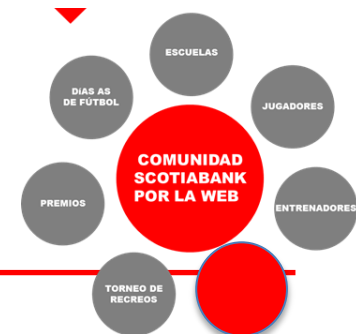 ESCUELAS
DíAS AS
DE FÚTBOL
JUGADORES
COMUNIDAD
SCOTIABANK
POR LA WEB
PREMIOS
ENTRENADORES
TORNEO DE
RECREOS